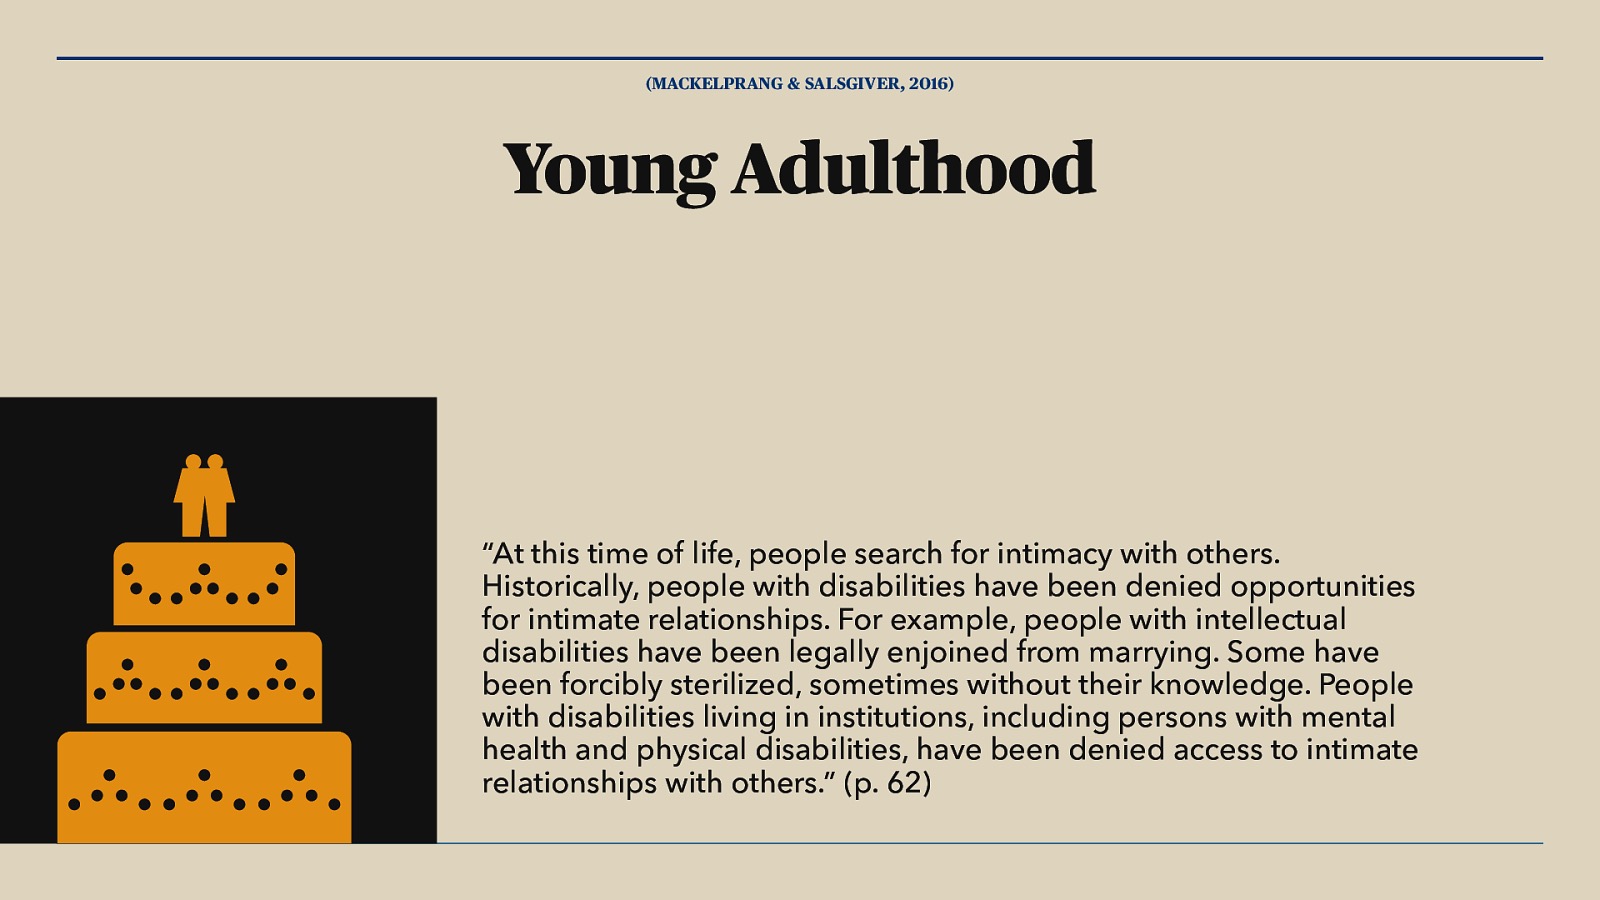 (MACKELPRANG & SALSGIVER, 2016)
Young Adulthood
“At this time of life, people search for intimacy with others.
Historically, people with disabilities have been denied opportunities
for intimate relationships. For example, people with intellectual
disabilities have been legally enjoined from marrying. Some have
been forcibly sterilized, sometimes without their knowledge. People
with disabilities living in institutions, including persons with mental
health and physical disabilities, have been denied access to intimate
relationships with others.” (p. 62)